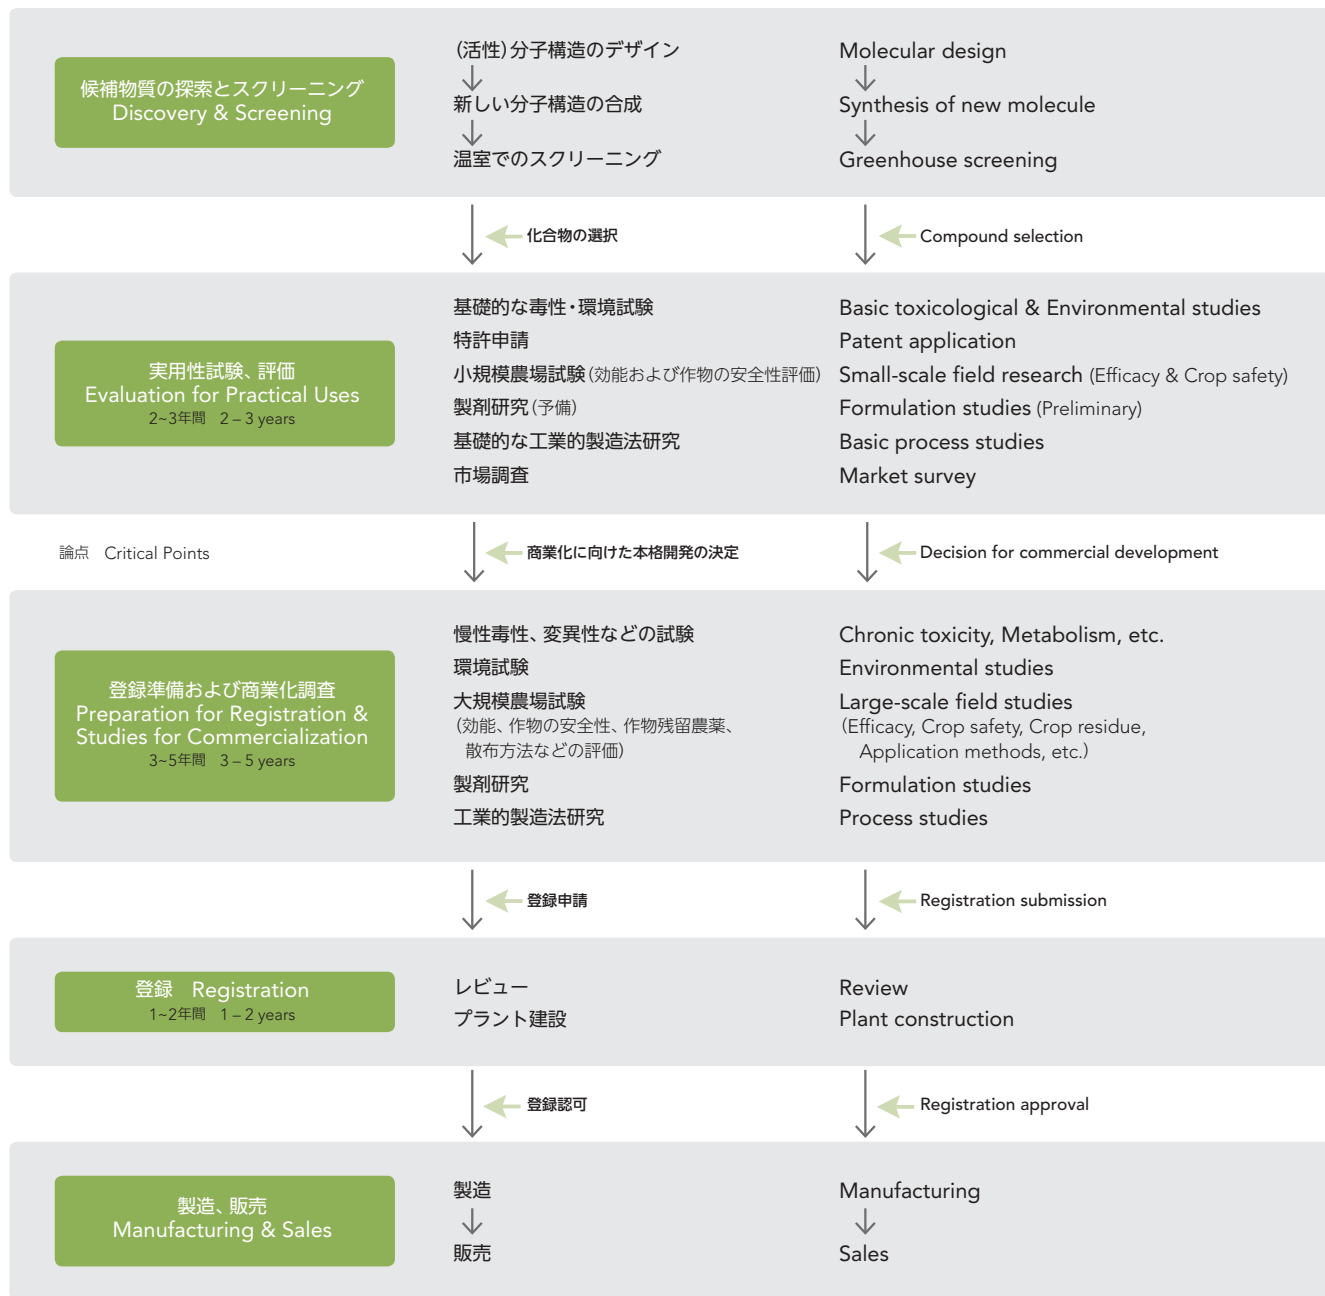 候補物質の探索とスクリーニング
Discovery & Screening
(活性)分子構造のデザイン
新しい分子構造の合成
温室でのスクリーニング
Molecular design
Synthesis of new molecule
Greenhouse screening
化合物の選択
Compound selection
実用性試験、評価
Evaluation for Practical Uses
2~3年間 2 – 3 years
基礎的な毒性・環境試験
特許申請
小規模農場試験(効能および作物の安全性評価)
製剤研究(予備)
基礎的な工業的製造法研究
市場調査
Basic toxicological & Environmental studies
Patent application
Small-scale field research (Efficacy & Crop safety)
Formulation studies (Preliminary)
Basic process studies
Market survey
論点 Critical Points
商業化に向けた本格開発の決定
Decision for commercial development
登録準備および商業化調査
Preparation for Registration &
Studies for Commercialization
3~5年間 3 – 5 years
慢性毒性、変異性などの試験
環境試験
大規模農場試験
(効能、作物の安全性、作物残留農薬、
散布方法などの評価)
製剤研究
工業的製造法研究
Chronic toxicity, Metabolism, etc.
Environmental studies
Large-scale field studies
(Efficacy, Crop safety, Crop residue,
Application methods, etc.)
Formulation studies
Process studies
登録申請
Registration submission
登録 Registration
1~2年間 1 – 2 years
レビュー
プラント建設
Review
Plant construction
登録認可
Registration approval
製造、販売
Manufacturing & Sales
製造
販売
Manufacturing
Sales